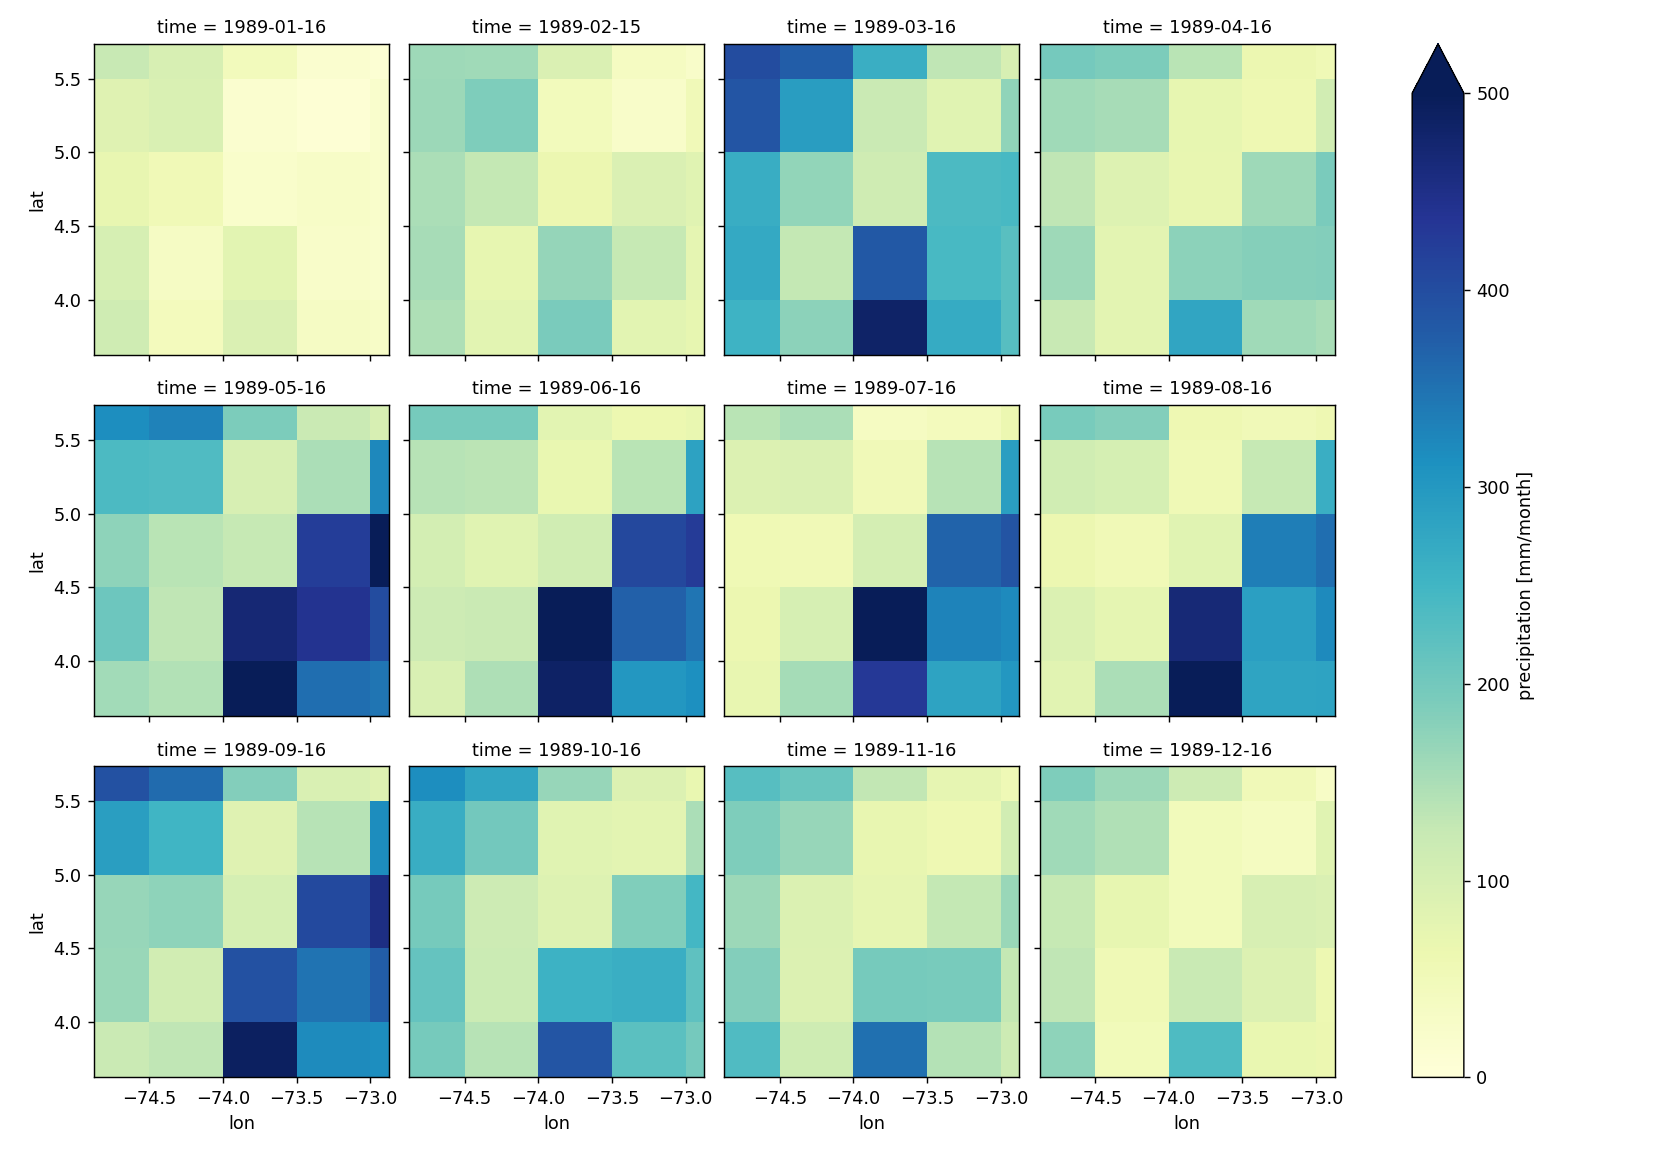 time = 1989-01-16
time = 1989-02-15
time = 1989-03-16
time = 1989-04-16
5.5
5.0
4.5
4.0
lat
time = 1989-05-16
time = 1989-06-16
time = 1989-07-16
time = 1989-08-16
5.5
5.0
4.5
4.0
lat
time = 1989-09-16
time = 1989-10-16
time = 1989-11-16
time = 1989-12-16
5.5
5.0
4.5
4.0
lat
−74.5 −74.0 −73.5 −73.0
lon
−74.5 −74.0 −73.5 −73.0
lon
−74.5 −74.0 −73.5 −73.0
lon
−74.5 −74.0 −73.5 −73.0
lon
500
400
300
200
100
0
precipitation [mm/month]